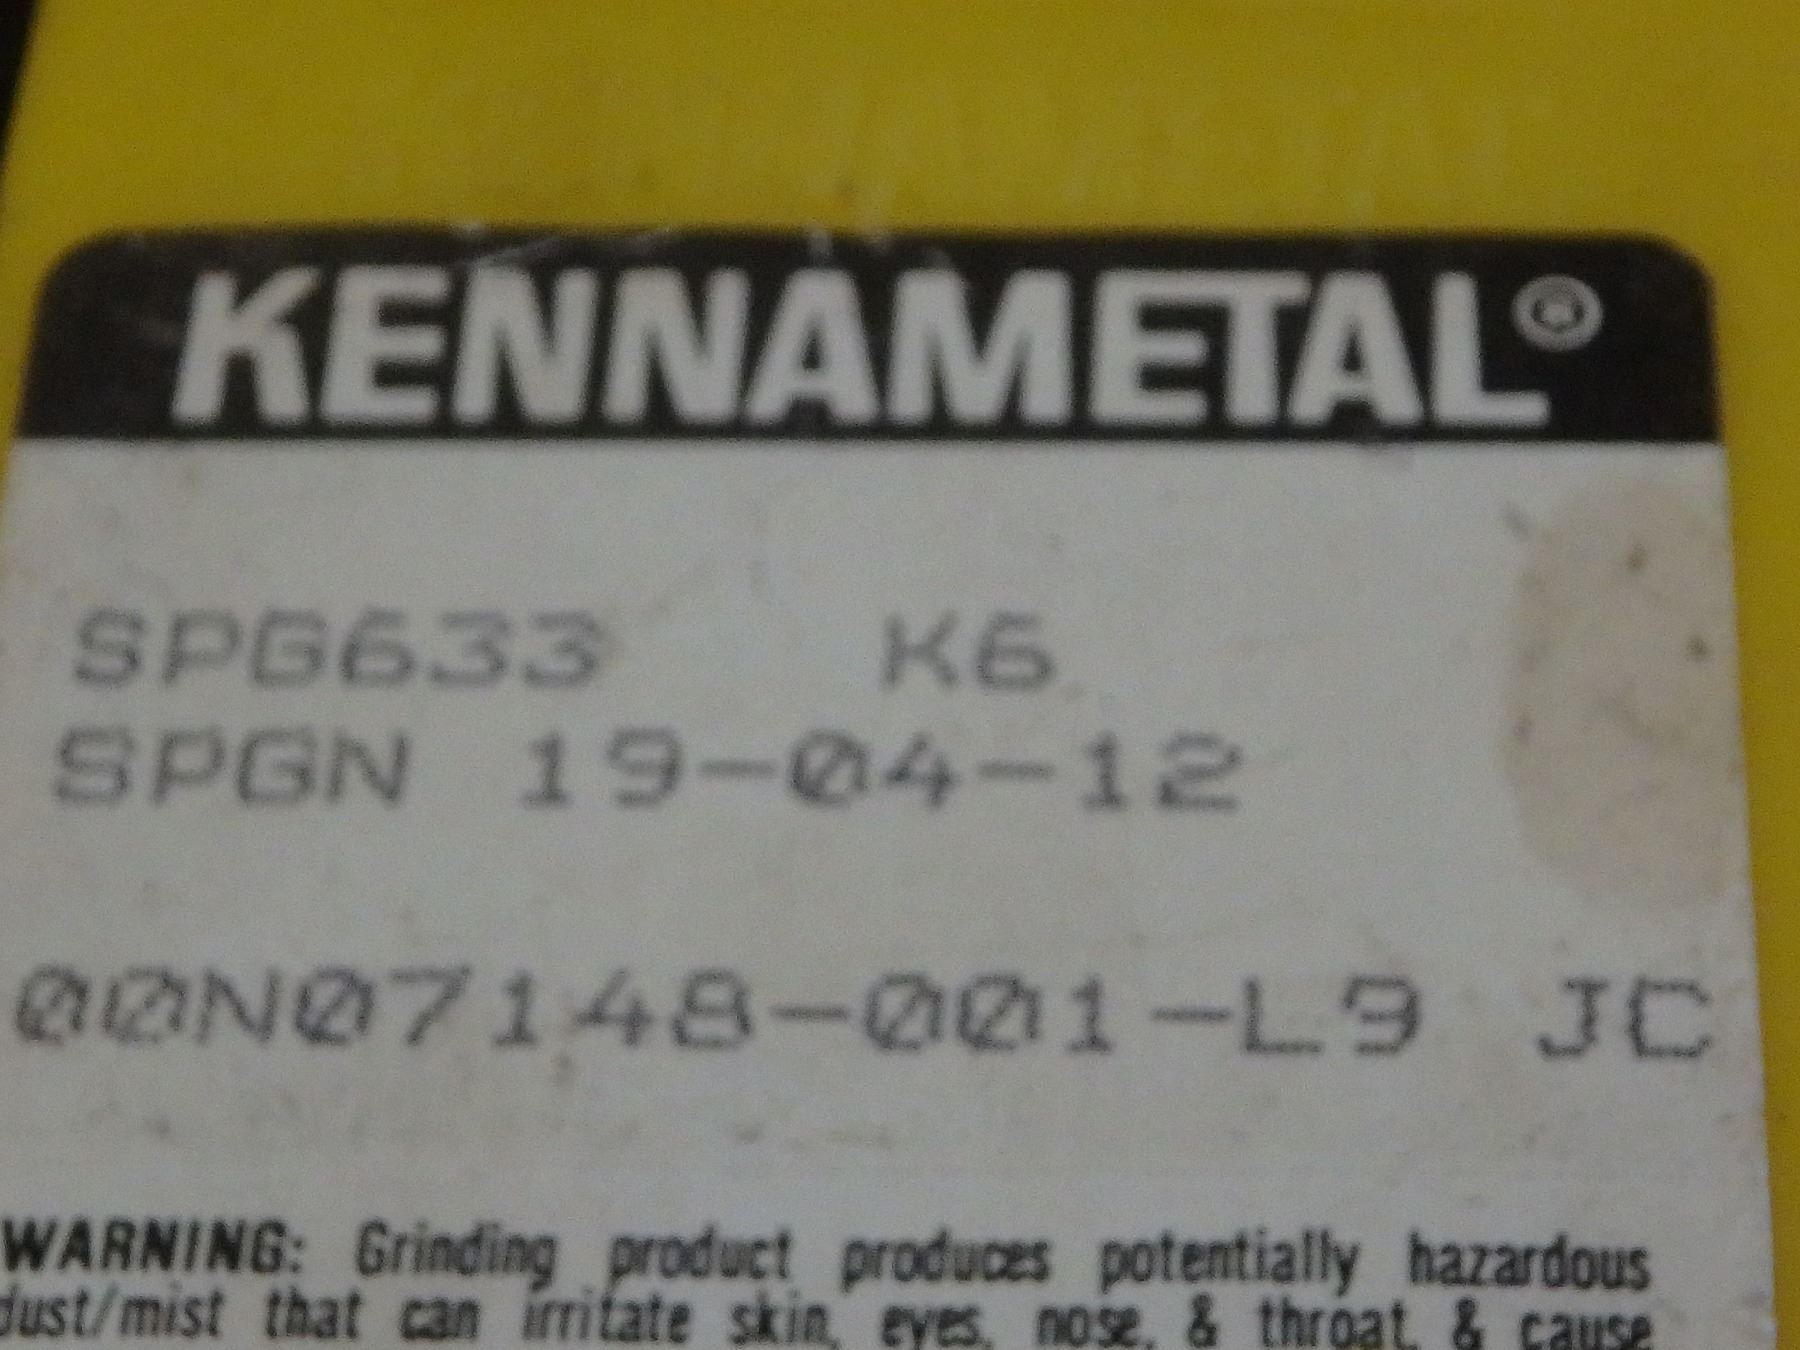 KENNAMETAL®
SPG633 K6
SPGN 19-04-12
00N07148-001-L9 JC
WARNING: Grinding product produces potentially hazardous
dust/mist that can irritate skin, eyes, nose, & throat, & cause